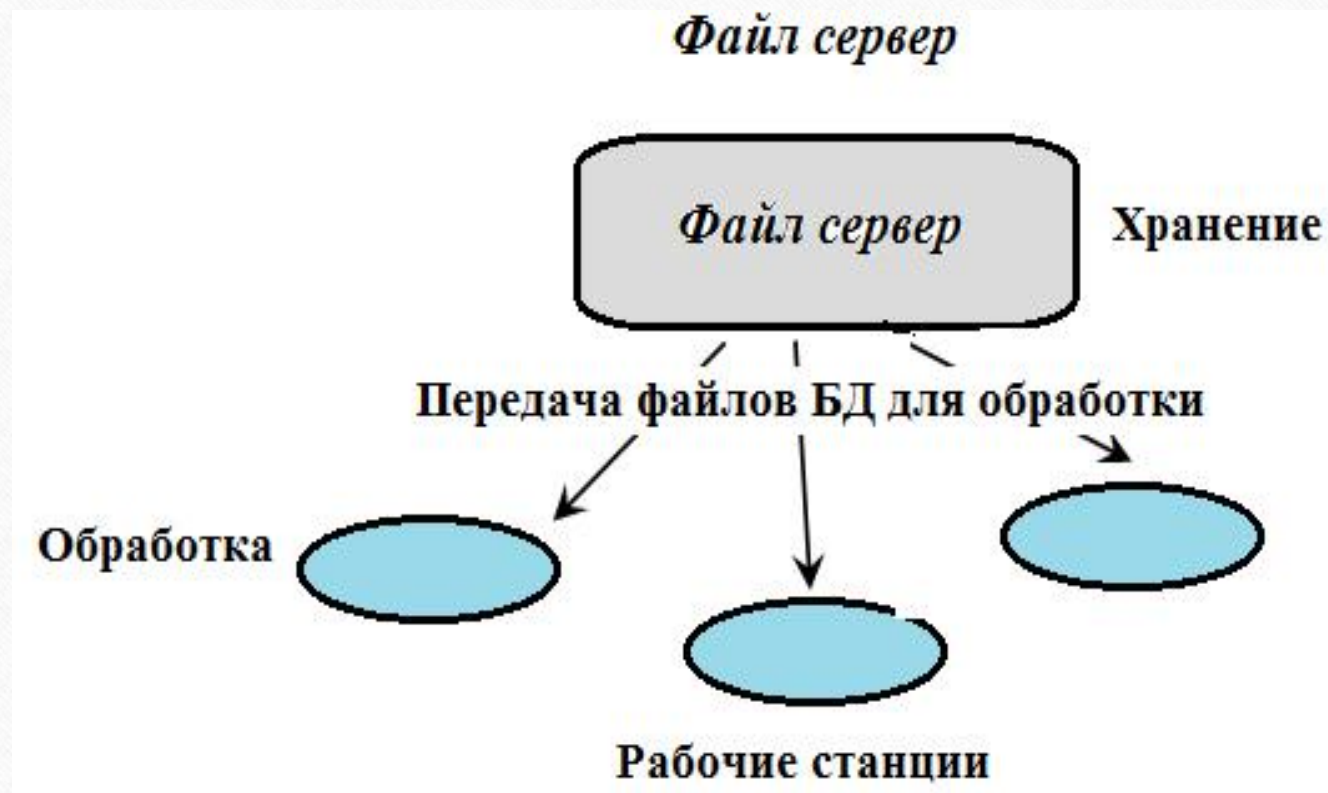 Файл сервер
Файл сервер
Хранение
Передача файлов БД для обработки
Обработка
Рабочие станции